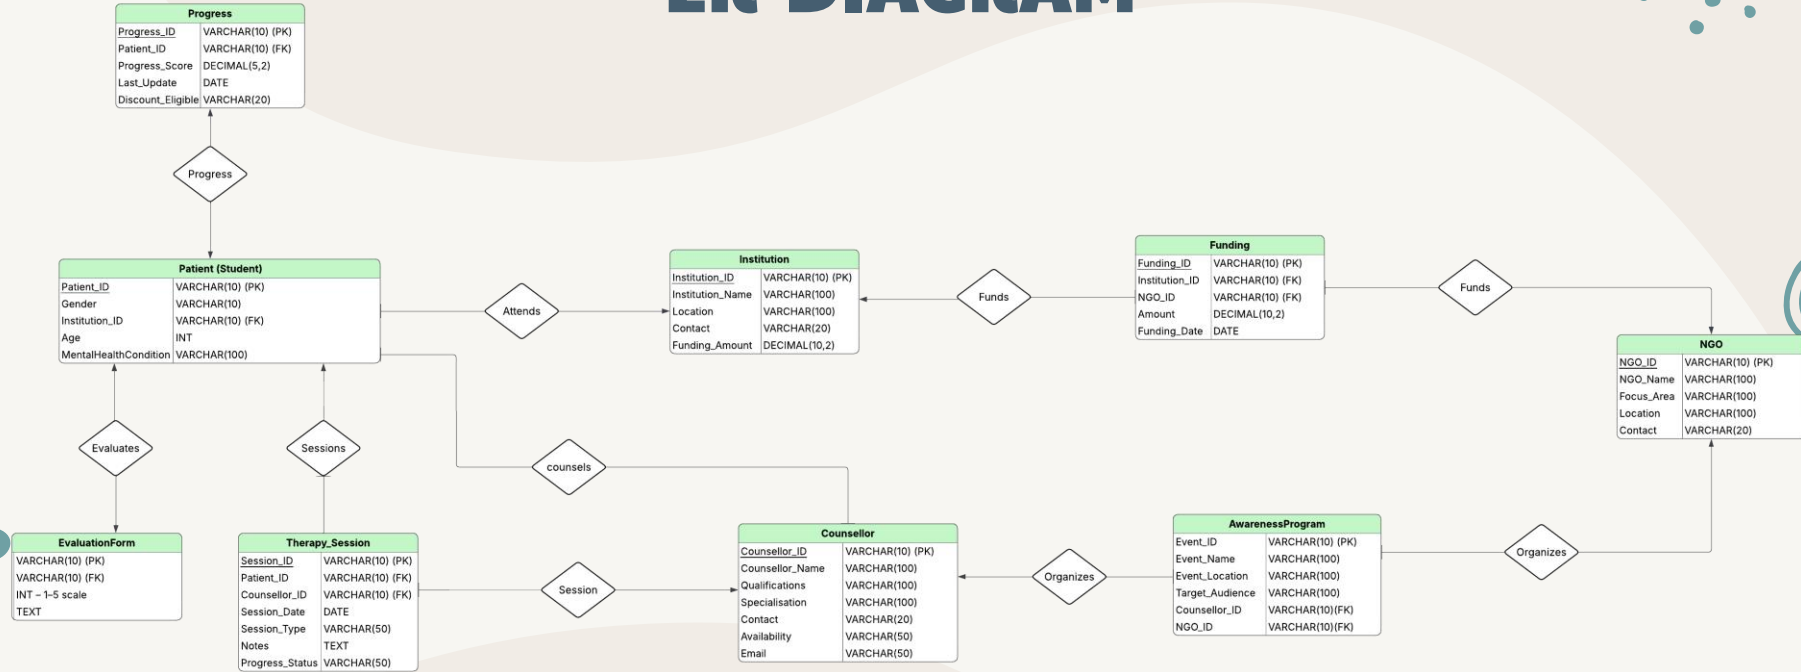 ER DIAGRAM
Progress
Progress_ID VARCHAR(10) (PK)
Patient_ID VARCHAR(10) (FK)
Progress_Score DECIMAL(5,2)
Last_Update DATE
Discount_Eligible VARCHAR(20)
Progress
Patient (Student)
Patient_ID VARCHAR(10) (PK)
Gender VARCHAR(10)
Institution_ID VARCHAR(10) (FK)
Age INT
MentalHealthCondition VARCHAR(100)
Attends
Institution
Institution_ID VARCHAR(10) (PK)
Institution_Name VARCHAR(100)
Location VARCHAR(100)
Contact VARCHAR(20)
Funding_Amount DECIMAL(10,2)
Funds
Funding
Funding_ID VARCHAR(10) (PK)
Institution_ID VARCHAR(10) (FK)
NGO_ID VARCHAR(10) (FK)
Amount DECIMAL(10,2)
Funding_Date DATE
Funds
NGO
NGO_ID VARCHAR(10) (PK)
NGO_Name VARCHAR(100)
Focus_Area VARCHAR(100)
Location VARCHAR(100)
Contact VARCHAR(20)
Evaluates
Sessions
counsels
EvaluationForm
VARCHAR(10) (PK)
VARCHAR(10) (FK)
INT – 1–5 scale
TEXT
Therapy_Session
Session_ID VARCHAR(10) (PK)
Patient_ID VARCHAR(10) (FK)
Counsellor_ID VARCHAR(10) (FK)
Session_Date DATE
Session_Type VARCHAR(50)
Notes TEXT
Progress_Status VARCHAR(50)
Session
Counsellor
Counsellor_ID VARCHAR(10) (PK)
Counsellor_Name VARCHAR(100)
Qualifications VARCHAR(100)
Specialisation VARCHAR(100)
Contact VARCHAR(20)
Availability VARCHAR(50)
Email VARCHAR(50)
Organizes
AwarenessProgram
Event_ID VARCHAR(10) (PK)
Event_Name VARCHAR(100)
Event_Location VARCHAR(100)
Target_Audience VARCHAR(100)
Counsellor_ID VARCHAR(10)(FK)
NGO_ID VARCHAR(10)(FK)
Organizes